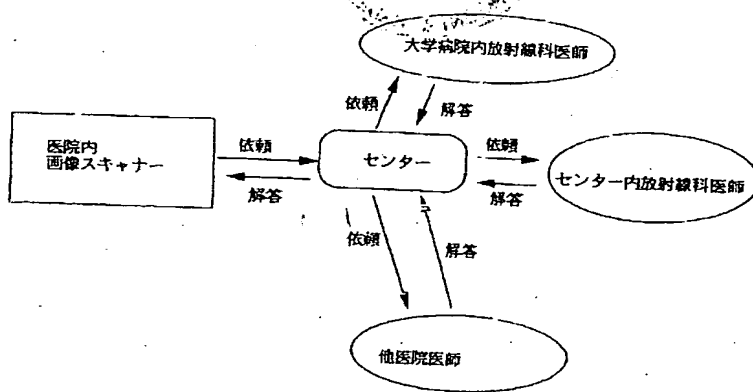 大学病院内放射線科医師
依頼
解答
医院内
画像スキャナー
依頼
解答
センター
依頼
解答
センター内放射線科医師
依頼
解答
他医院医師